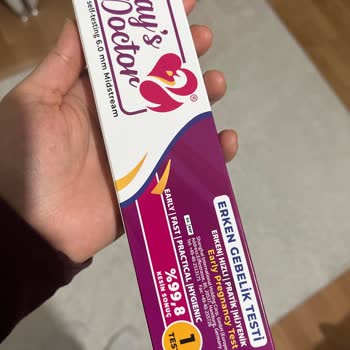 ay's
Doctor
®
self-testing 6.0 mm Midstream
ERKEN GEBELİK TESTİ
ERKEN|HIZLI | PRATİK |HİJYENİK
Early Pregnancy Test
EARLY | FAST | PRACTICAL |HYGIENIC
%99,8
KESİN SONUÇ
1
TEST